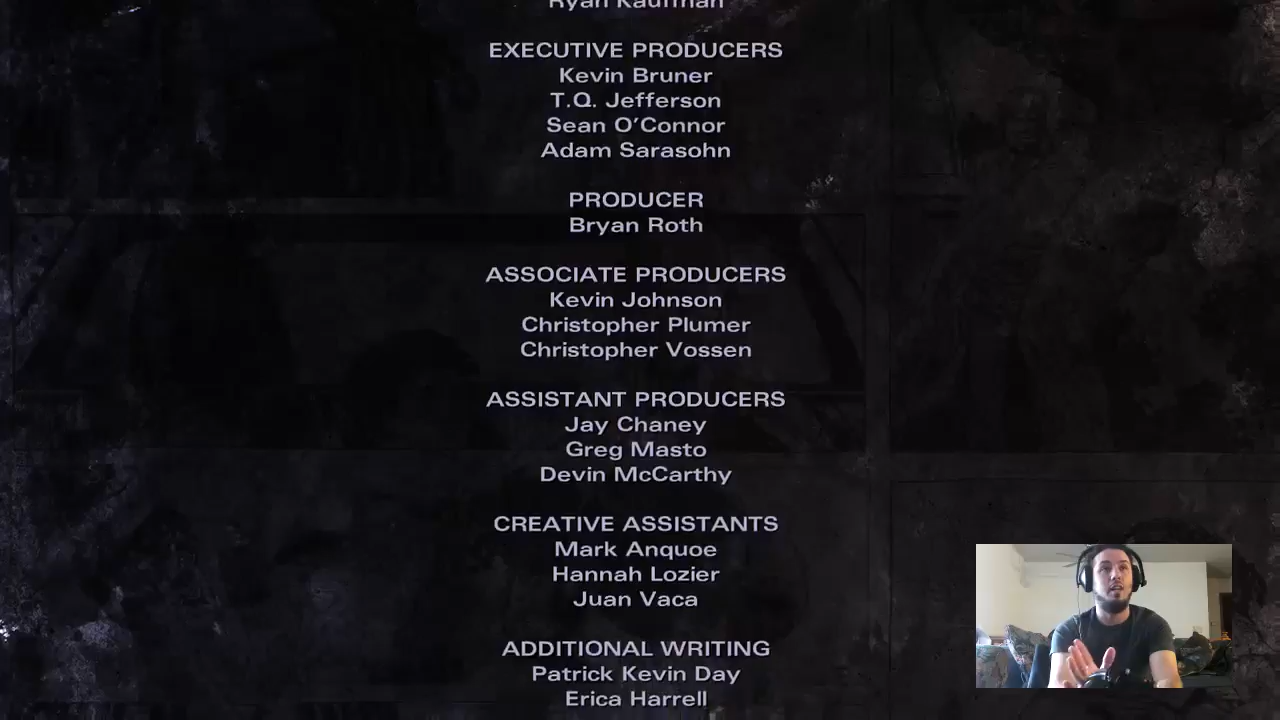 Ryan Kaufman
EXECUTIVE PRODUCERS
Kevin Bruner
T.Q. Jefferson
Sean O'Connor
Adam Sarasohn
PRODUCER
Bryan Roth
ASSOCIATE PRODUCERS
Kevin Johnson
Christopher Plumer
Christopher Vossen
ASSISTANT PRODUCERS
Jay Chaney
Greg Masto
Devin McCarthy
CREATIVE ASSISTANTS
Mark Anquoe
Hannah Lozier
Juan Vaca
ADDITIONAL WRITING
Patrick Kevin Day
Erica Harrell